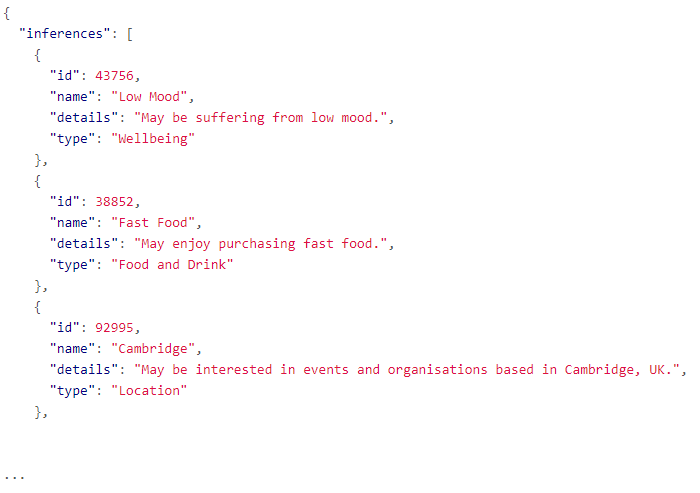 {
  "inferences": [
    {
      "id": 43756,
      "name": "Low Mood",
      "details": "May be suffering from low mood.",
      "type": "Wellbeing"
    },
    {
      "id": 38852,
      "name": "Fast Food",
      "details": "May enjoy purchasing fast food.",
      "type": "Food and Drink"
    },
    {
      "id": 92995,
      "name": "Cambridge",
      "details": "May be interested in events and organisations based in Cambridge, UK.",
      "type": "Location"
    },
...